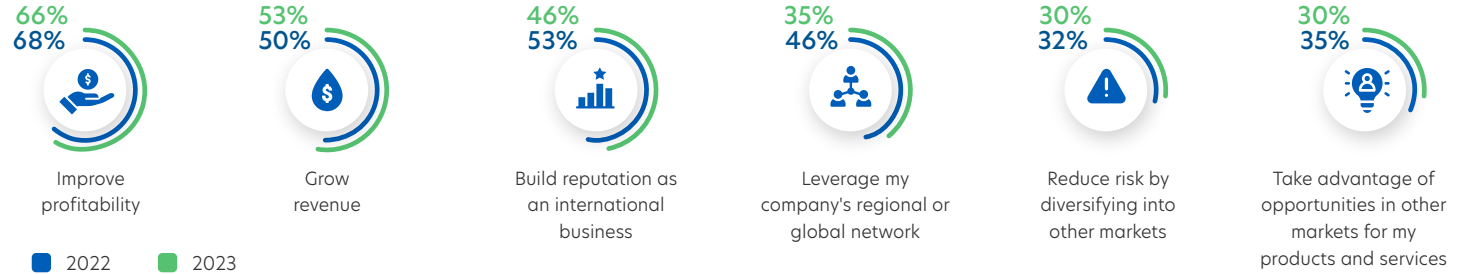 66%
68%
Improve
profitability
53%
50%
Grow
revenue
46%
53%
Build reputation as
an international
business
35%
46%
Leverage my
company's regional or
global network
30%
32%
Reduce risk by
diversifying into
other markets
30%
35%
Take advantage of
opportunities in other
markets for my
products and services
2022
2023